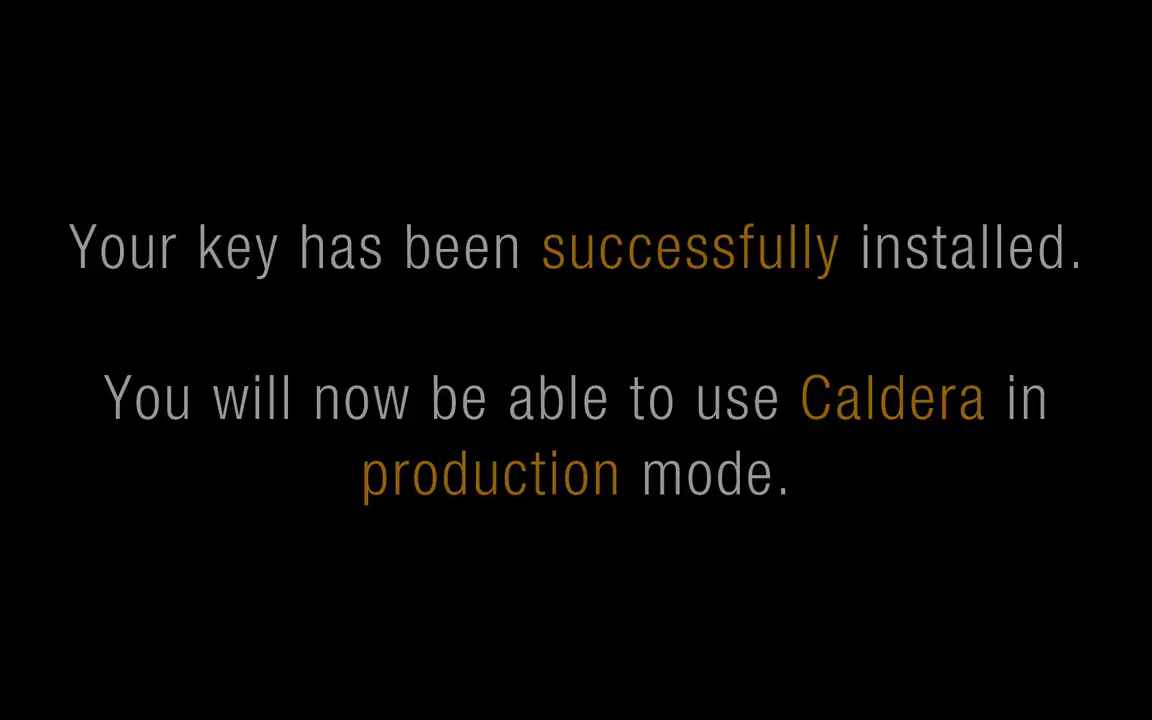 Your key has been successfully installed.
You will now be able to use Caldera in
production mode.